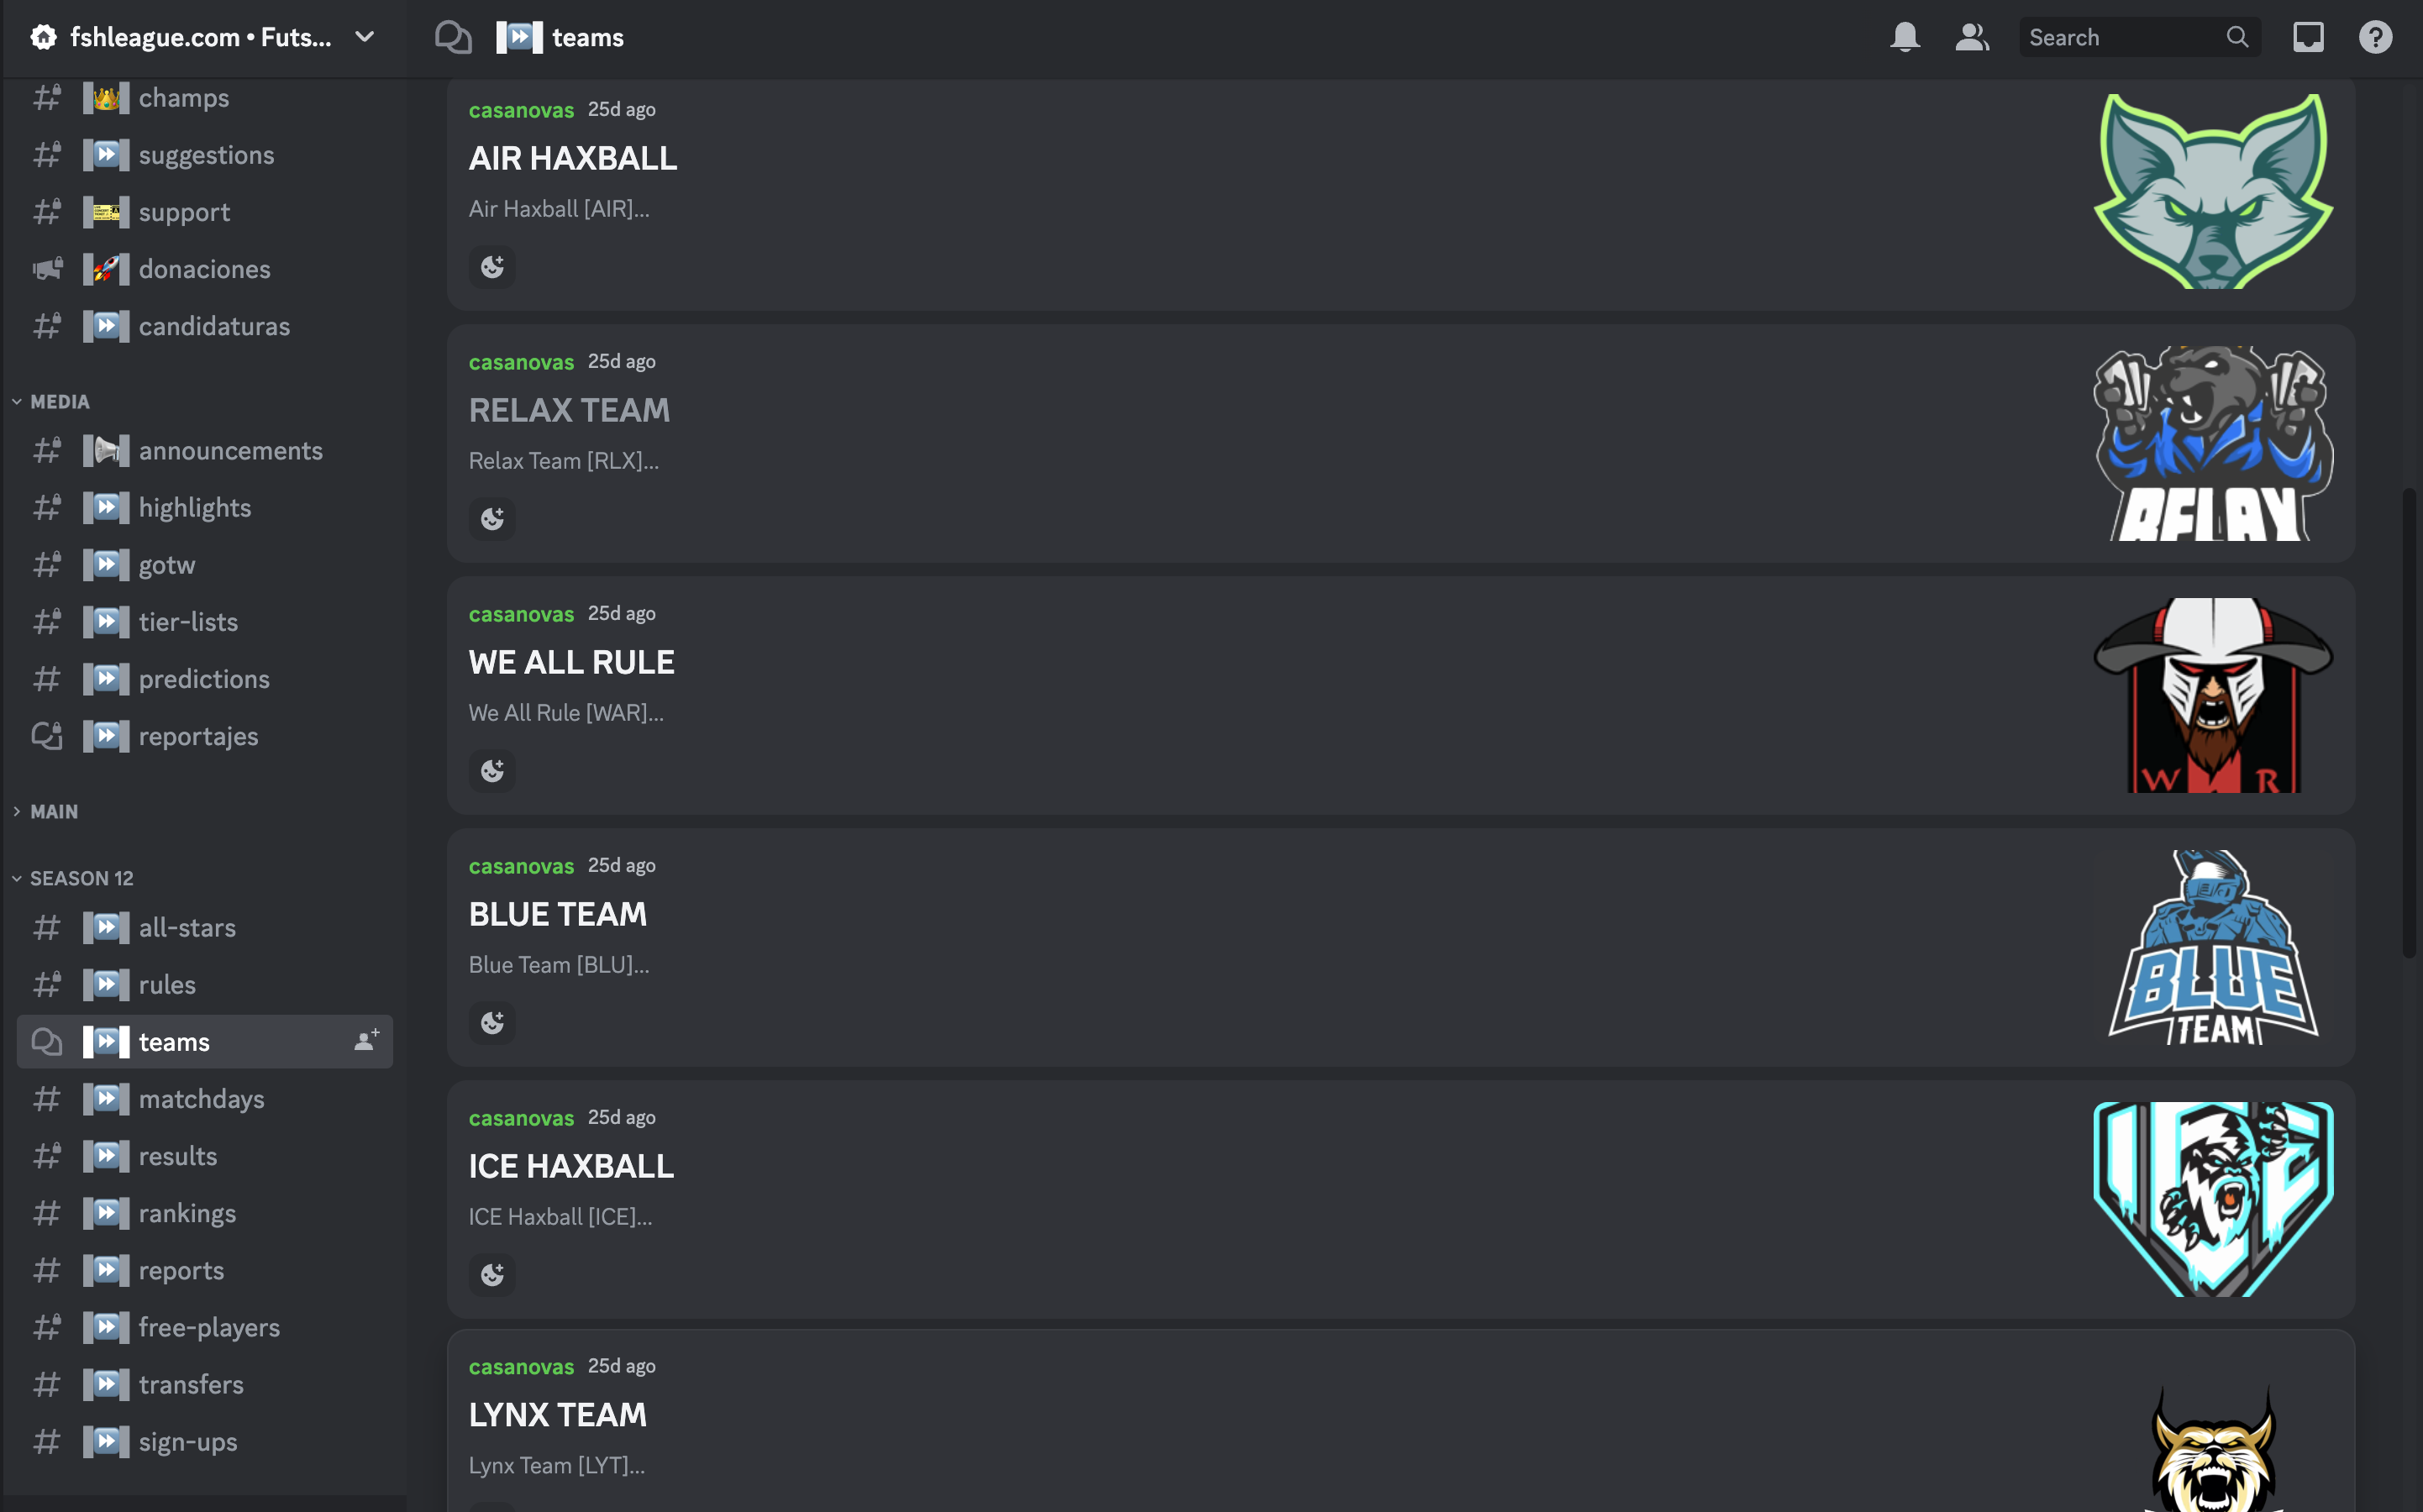 fshleague.com • Futs...
champs
suggestions
support
donaciones
candidaturas
MEDIA
announcements
highlights
gotw
tier-lists
predictions
reportajes
MAIN
SEASON 12
all-stars
rules
teams
matchdays
results
rankings
reports
free-players
transfers
sign-ups
teams
Search
casanovas 25d ago
AIR HAXBALL
Air Haxball [AIR]...
casanovas 25d ago
RELAX TEAM
Relax Team [RLX]...
RELAX
casanovas 25d ago
WE ALL RULE
We All Rule [WAR]...
W R
casanovas 25d ago
BLUE TEAM
Blue Team [BLU]...
BLUE
TEAM
casanovas 25d ago
ICE HAXBALL
ICE Haxball [ICE]...
ICE
casanovas 25d ago
LYNX TEAM
Lynx Team [LYT]...